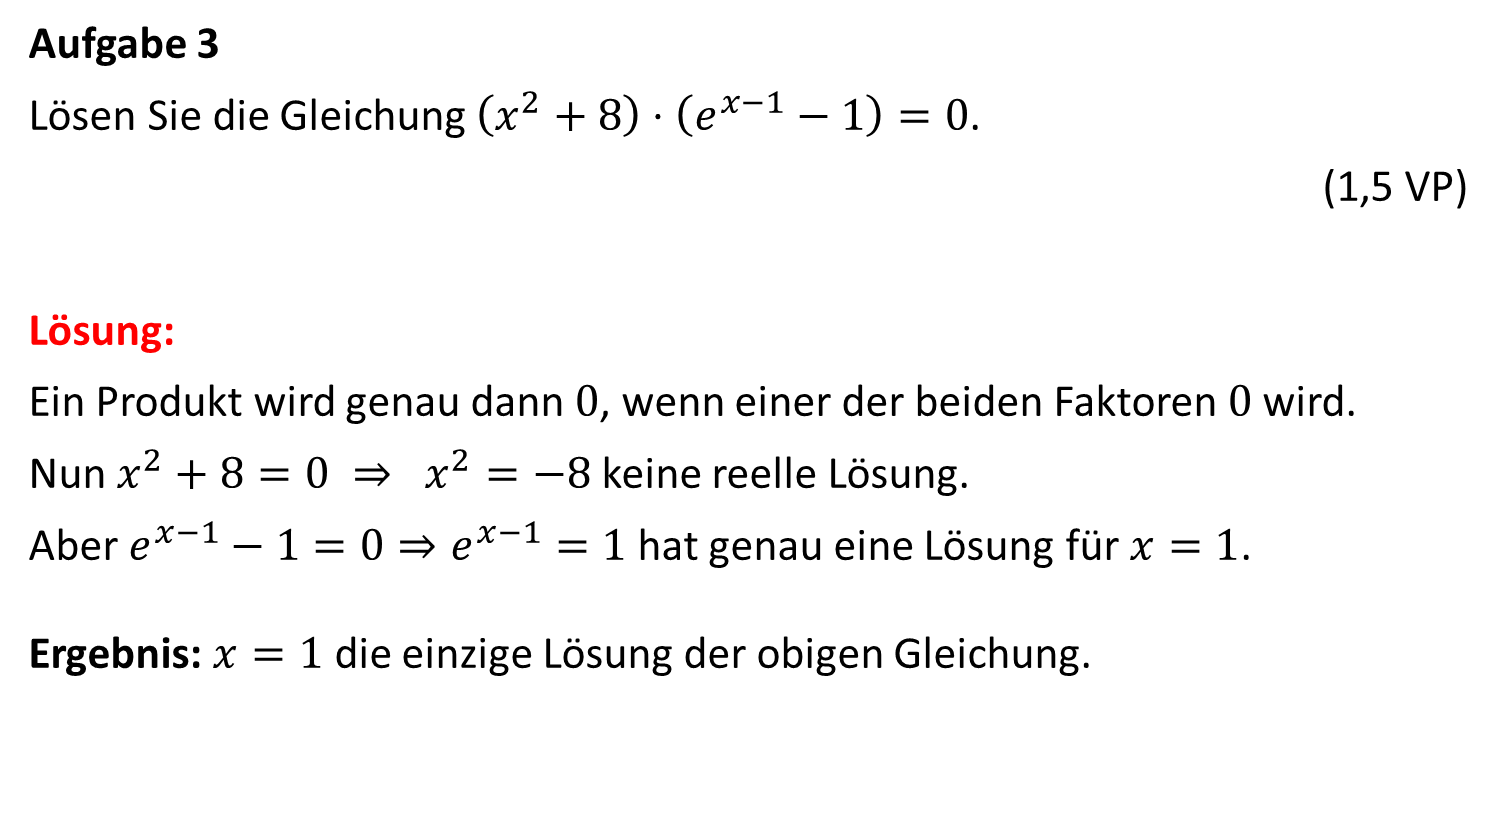 Aufgabe 3
Lösen Sie die Gleichung (x² + 8) · (eˣ⁻¹ − 1) = 0.
(1,5 VP)
Lösung:
Ein Produkt wird genau dann 0, wenn einer der beiden Faktoren 0 wird.
Nun x² + 8 = 0 ⇒ x² = −8 keine reelle Lösung.
Aber eˣ⁻¹ − 1 = 0 ⇒ eˣ⁻¹ = 1 hat genau eine Lösung für x = 1.
Ergebnis: x = 1 die einzige Lösung der obigen Gleichung.